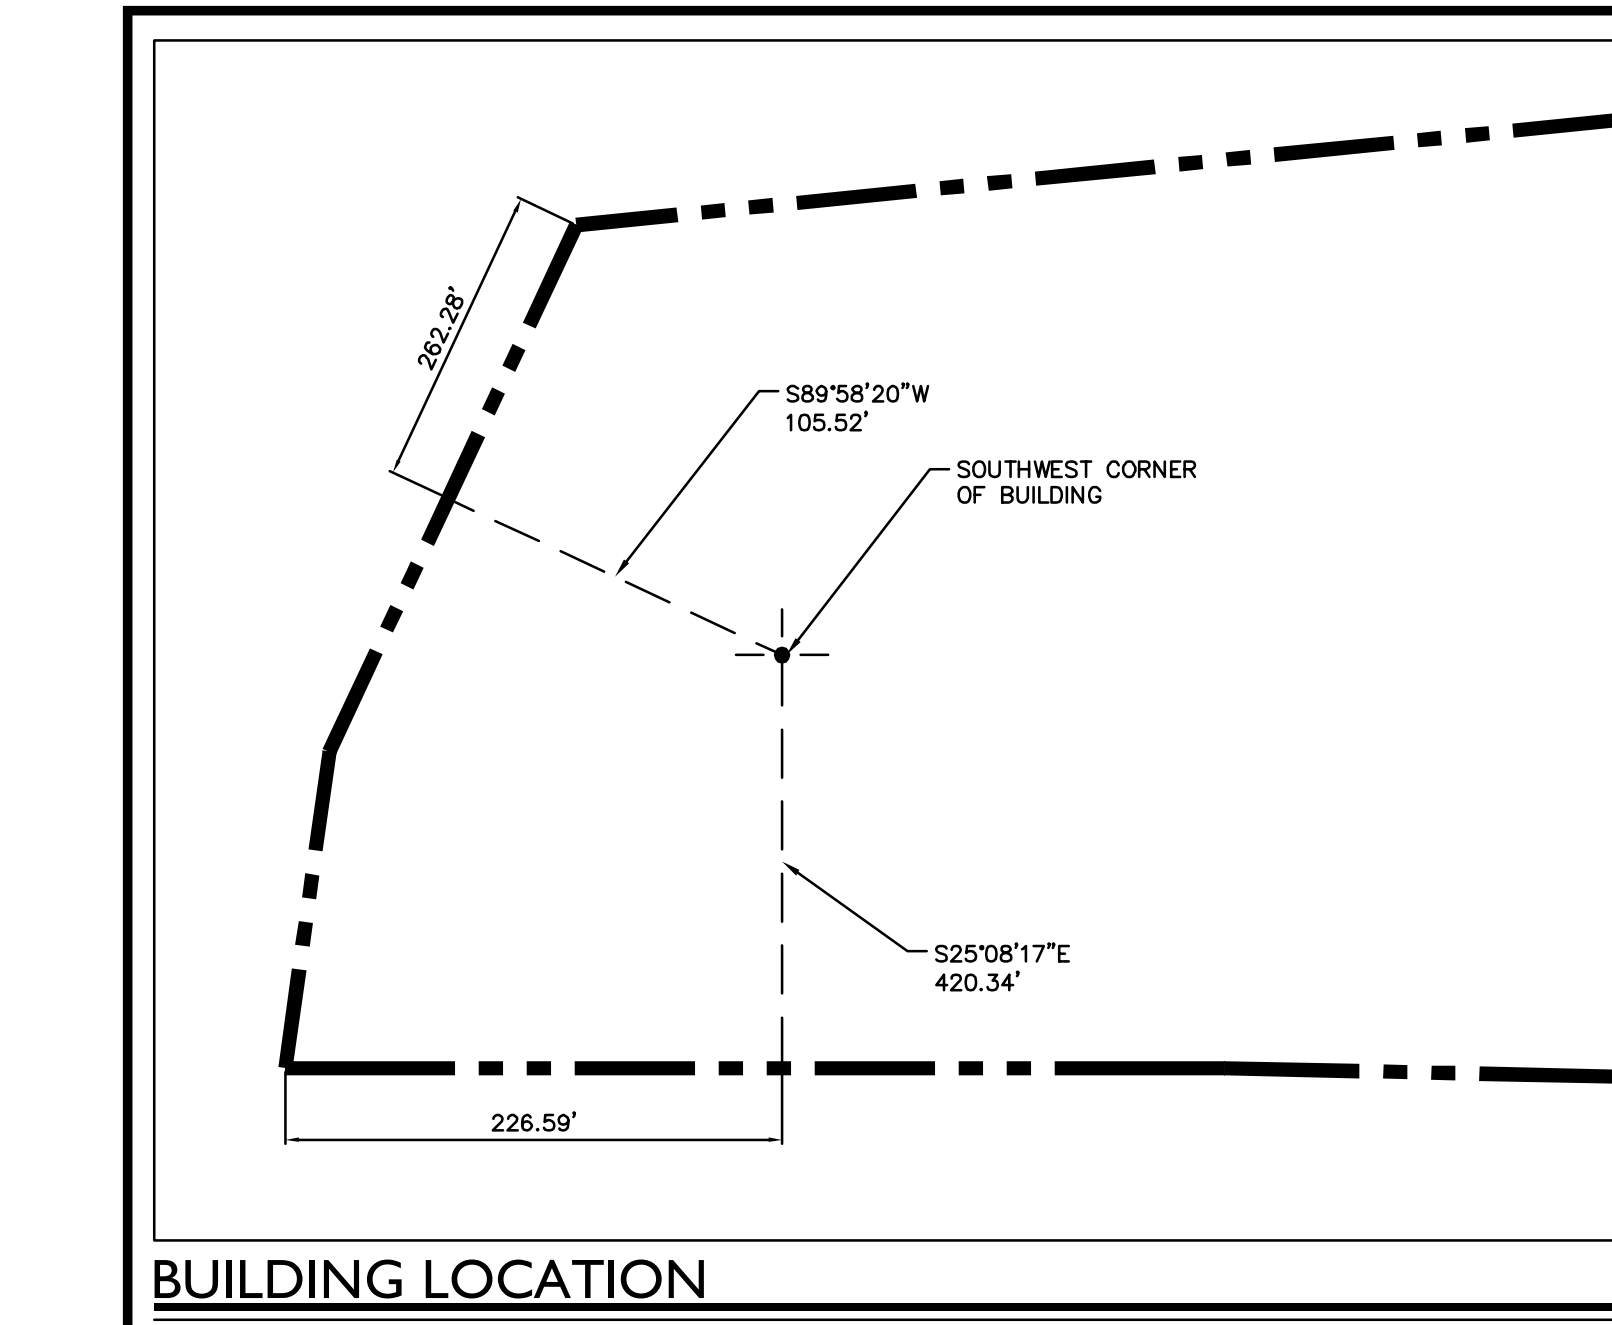 262.28'
S89°58'20"W
105.52'
SOUTHWEST CORNER
OF BUILDING
S25°08'17"E
420.34'
226.59'
BUILDING LOCATION